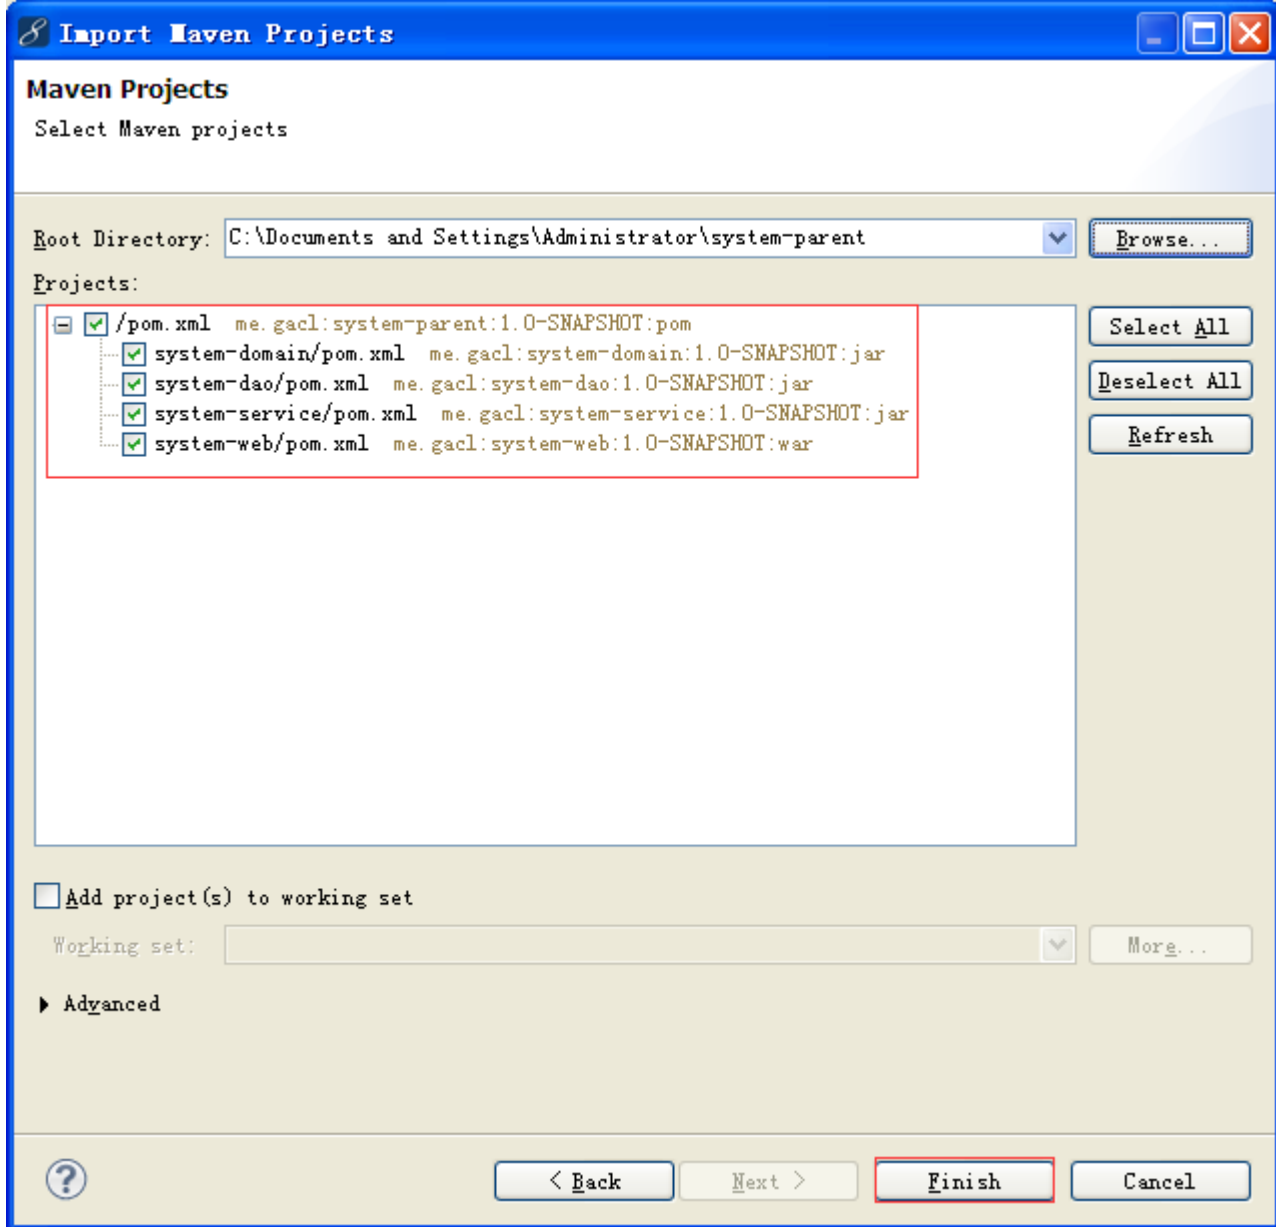 Import Maven Projects
Maven Projects
Select Maven projects
Root Directory: C:\Documents and Settings\Administrator\system-parent Browse...
Projects:
/pom.xml me.gacl:system-parent:1.0-SNAPSHOT:pom
system-domain/pom.xml me.gacl:system-domain:1.0-SNAPSHOT:jar
system-dao/pom.xml me.gacl:system-dao:1.0-SNAPSHOT:jar
system-service/pom.xml me.gacl:system-service:1.0-SNAPSHOT:jar
system-web/pom.xml me.gacl:system-web:1.0-SNAPSHOT:war
Select All
Deselect All
Refresh
Add project(s) to working set
Working set: More...
Advanced
? < Back Next > Finish Cancel